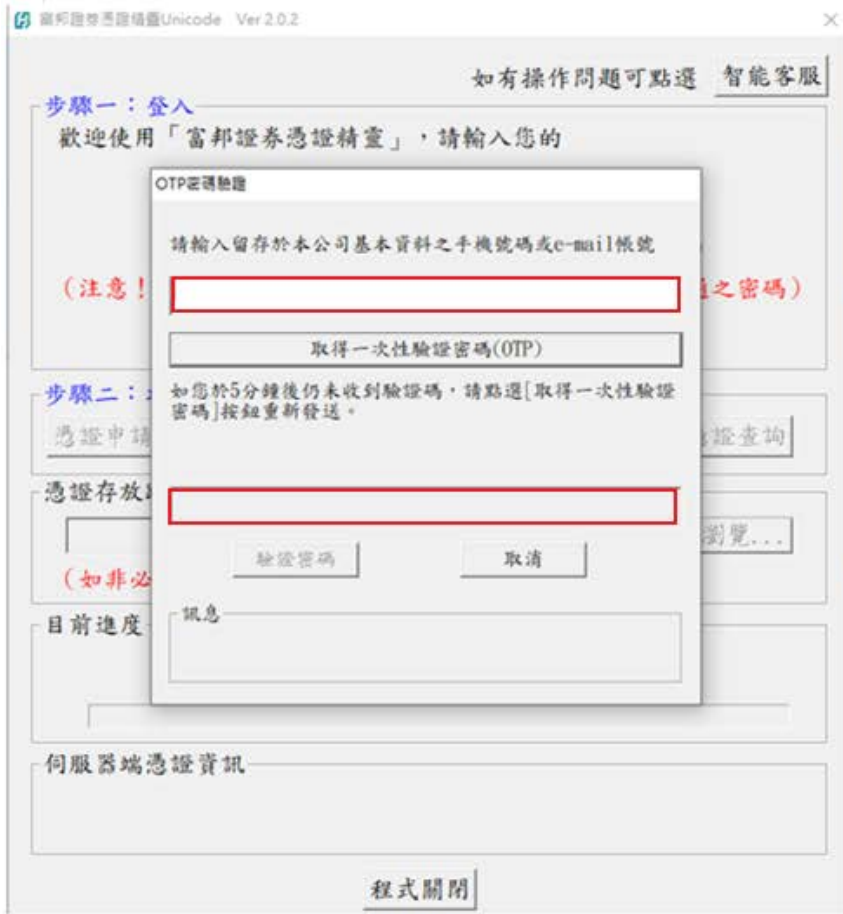 富邦證券憑證精靈Unicode Ver 2.0.2
如有操作問題可點選 智能客服
步驟一：登入
歡迎使用「富邦證券憑證精靈」，請輸入您的
OTP密碼驗證
請輸入留存於本公司基本資料之手機號碼或e-mail帳號
(注意！
之密碼)
取得一次性驗證密碼(OTP)
步驟二：
如您於5分鐘後仍未收到驗證碼，請點選[取得一次性驗證
密碼]按鈕重新發送。
憑證申請
證查詢
憑證存放
瀏覽...
驗證密碼 取消
(如非必
訊息
目前進度
伺服器端憑證資訊
程式關閉